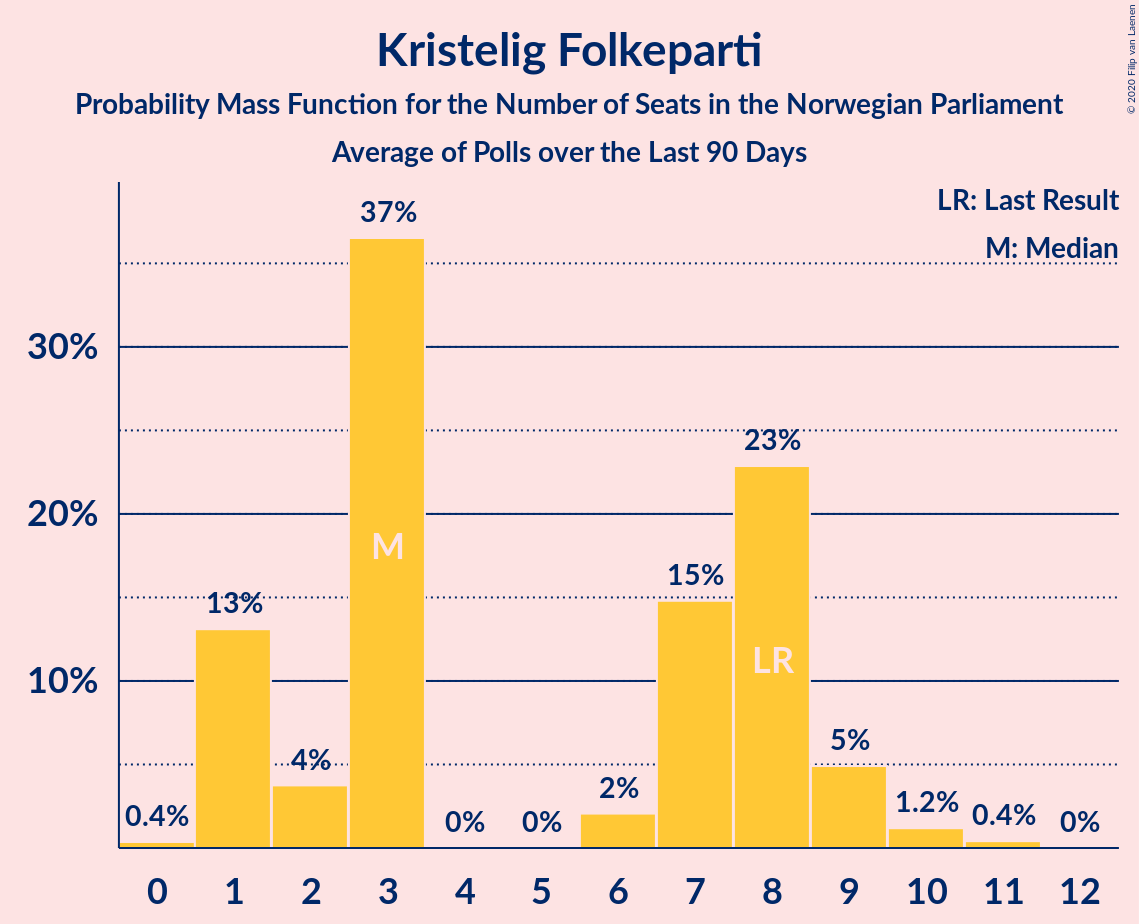 Kristelig Folkeparti
Probability Mass Function for the Number of Seats in the Norwegian Parliament
Average of Polls over the Last 90 Days
© 2020 Filip van Laenen
LR: Last Result
M: Median
37%
30%
23%
20%
M
15%
13%
LR
10%
5%
4%
2%
1.2%
0.4%
0.4%
0%
0%
0%
0 1 2 3 4 5 6 7 8 9 10 11 12